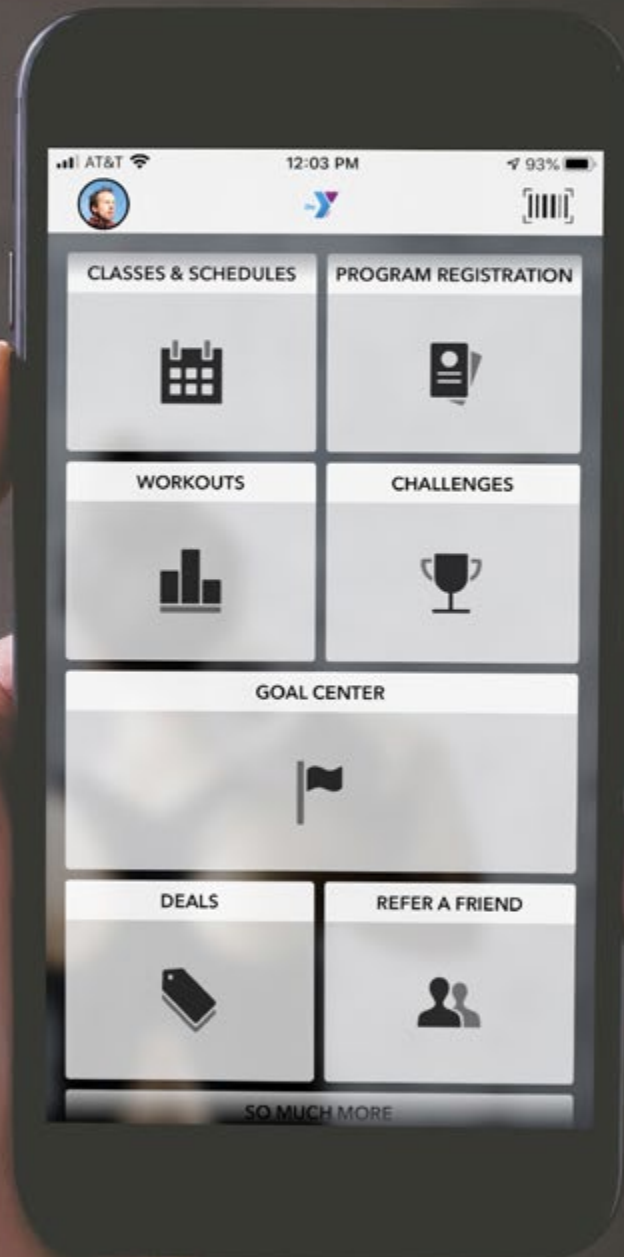 AT&T 12:03 PM 93%
the Y
CLASSES & SCHEDULES PROGRAM REGISTRATION
WORKOUTS CHALLENGES
GOAL CENTER
DEALS REFER A FRIEND
SO MUCH MORE